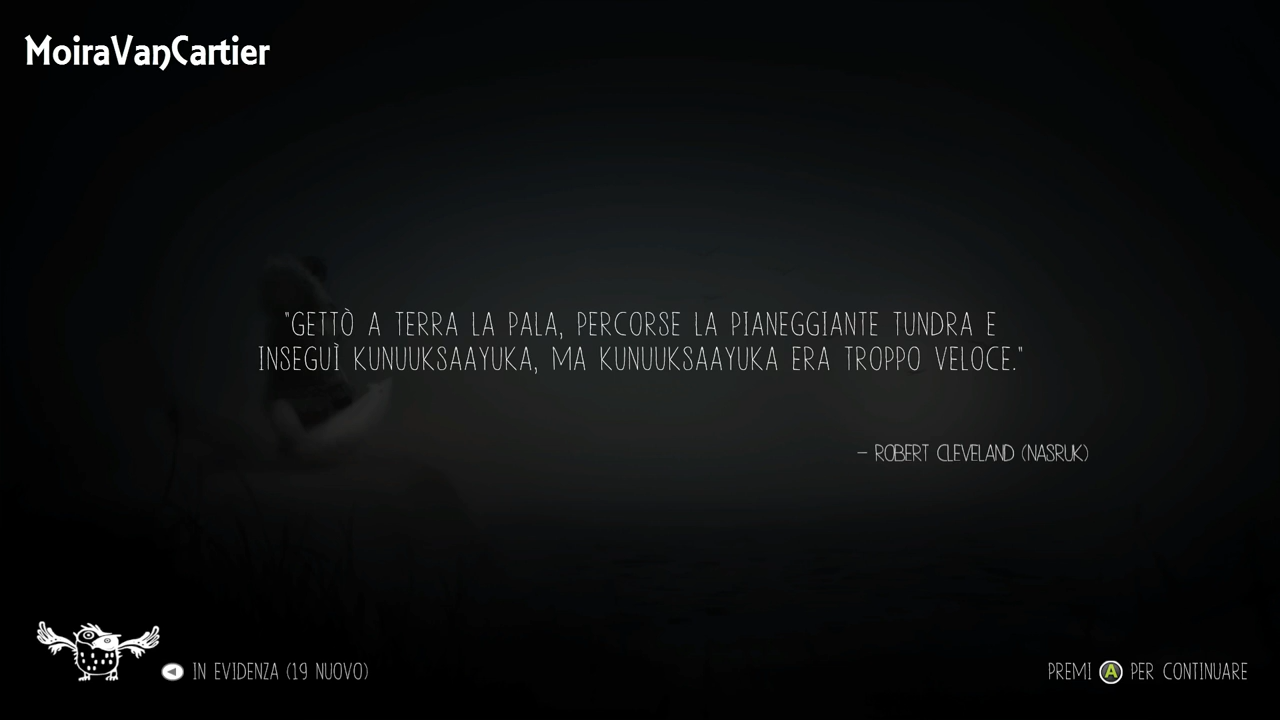 MoiraVanCartier
"GETTÒ A TERRA LA PALA, PERCORSE LA PIANEGGIANTE TUNDRA E
INSEGUÌ KUNUUKSAAYUKA, MA KUNUUKSAAYUKA ERA TROPPO VELOCE."
– ROBERT CLEVELAND (NASRUK)
IN EVIDENZA (19 NUOVO)
PREMI A PER CONTINUARE